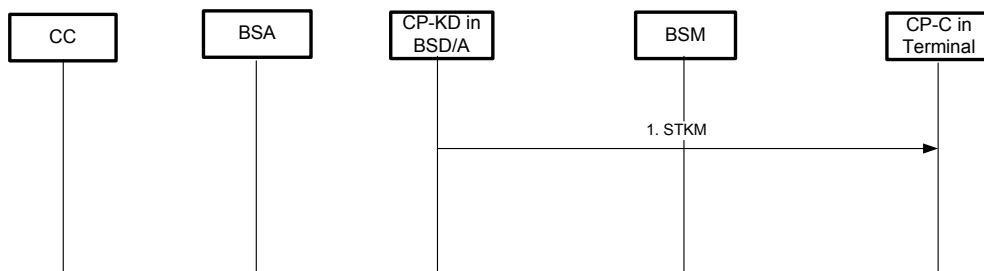 CC
BSA
CP-KD in
BSD/A
BSM
CP-C in
Terminal
1. STKM